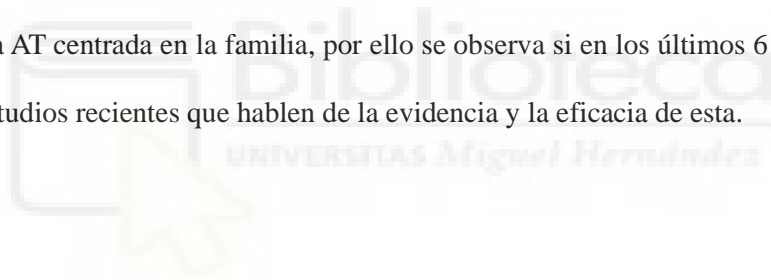 a AT centrada en la familia, por ello se observa si en los últimos 6
tudios recientes que hablen de la evidencia y la eficacia de esta.
Biblioteca
UNIVERSITAS Miguel Hernández